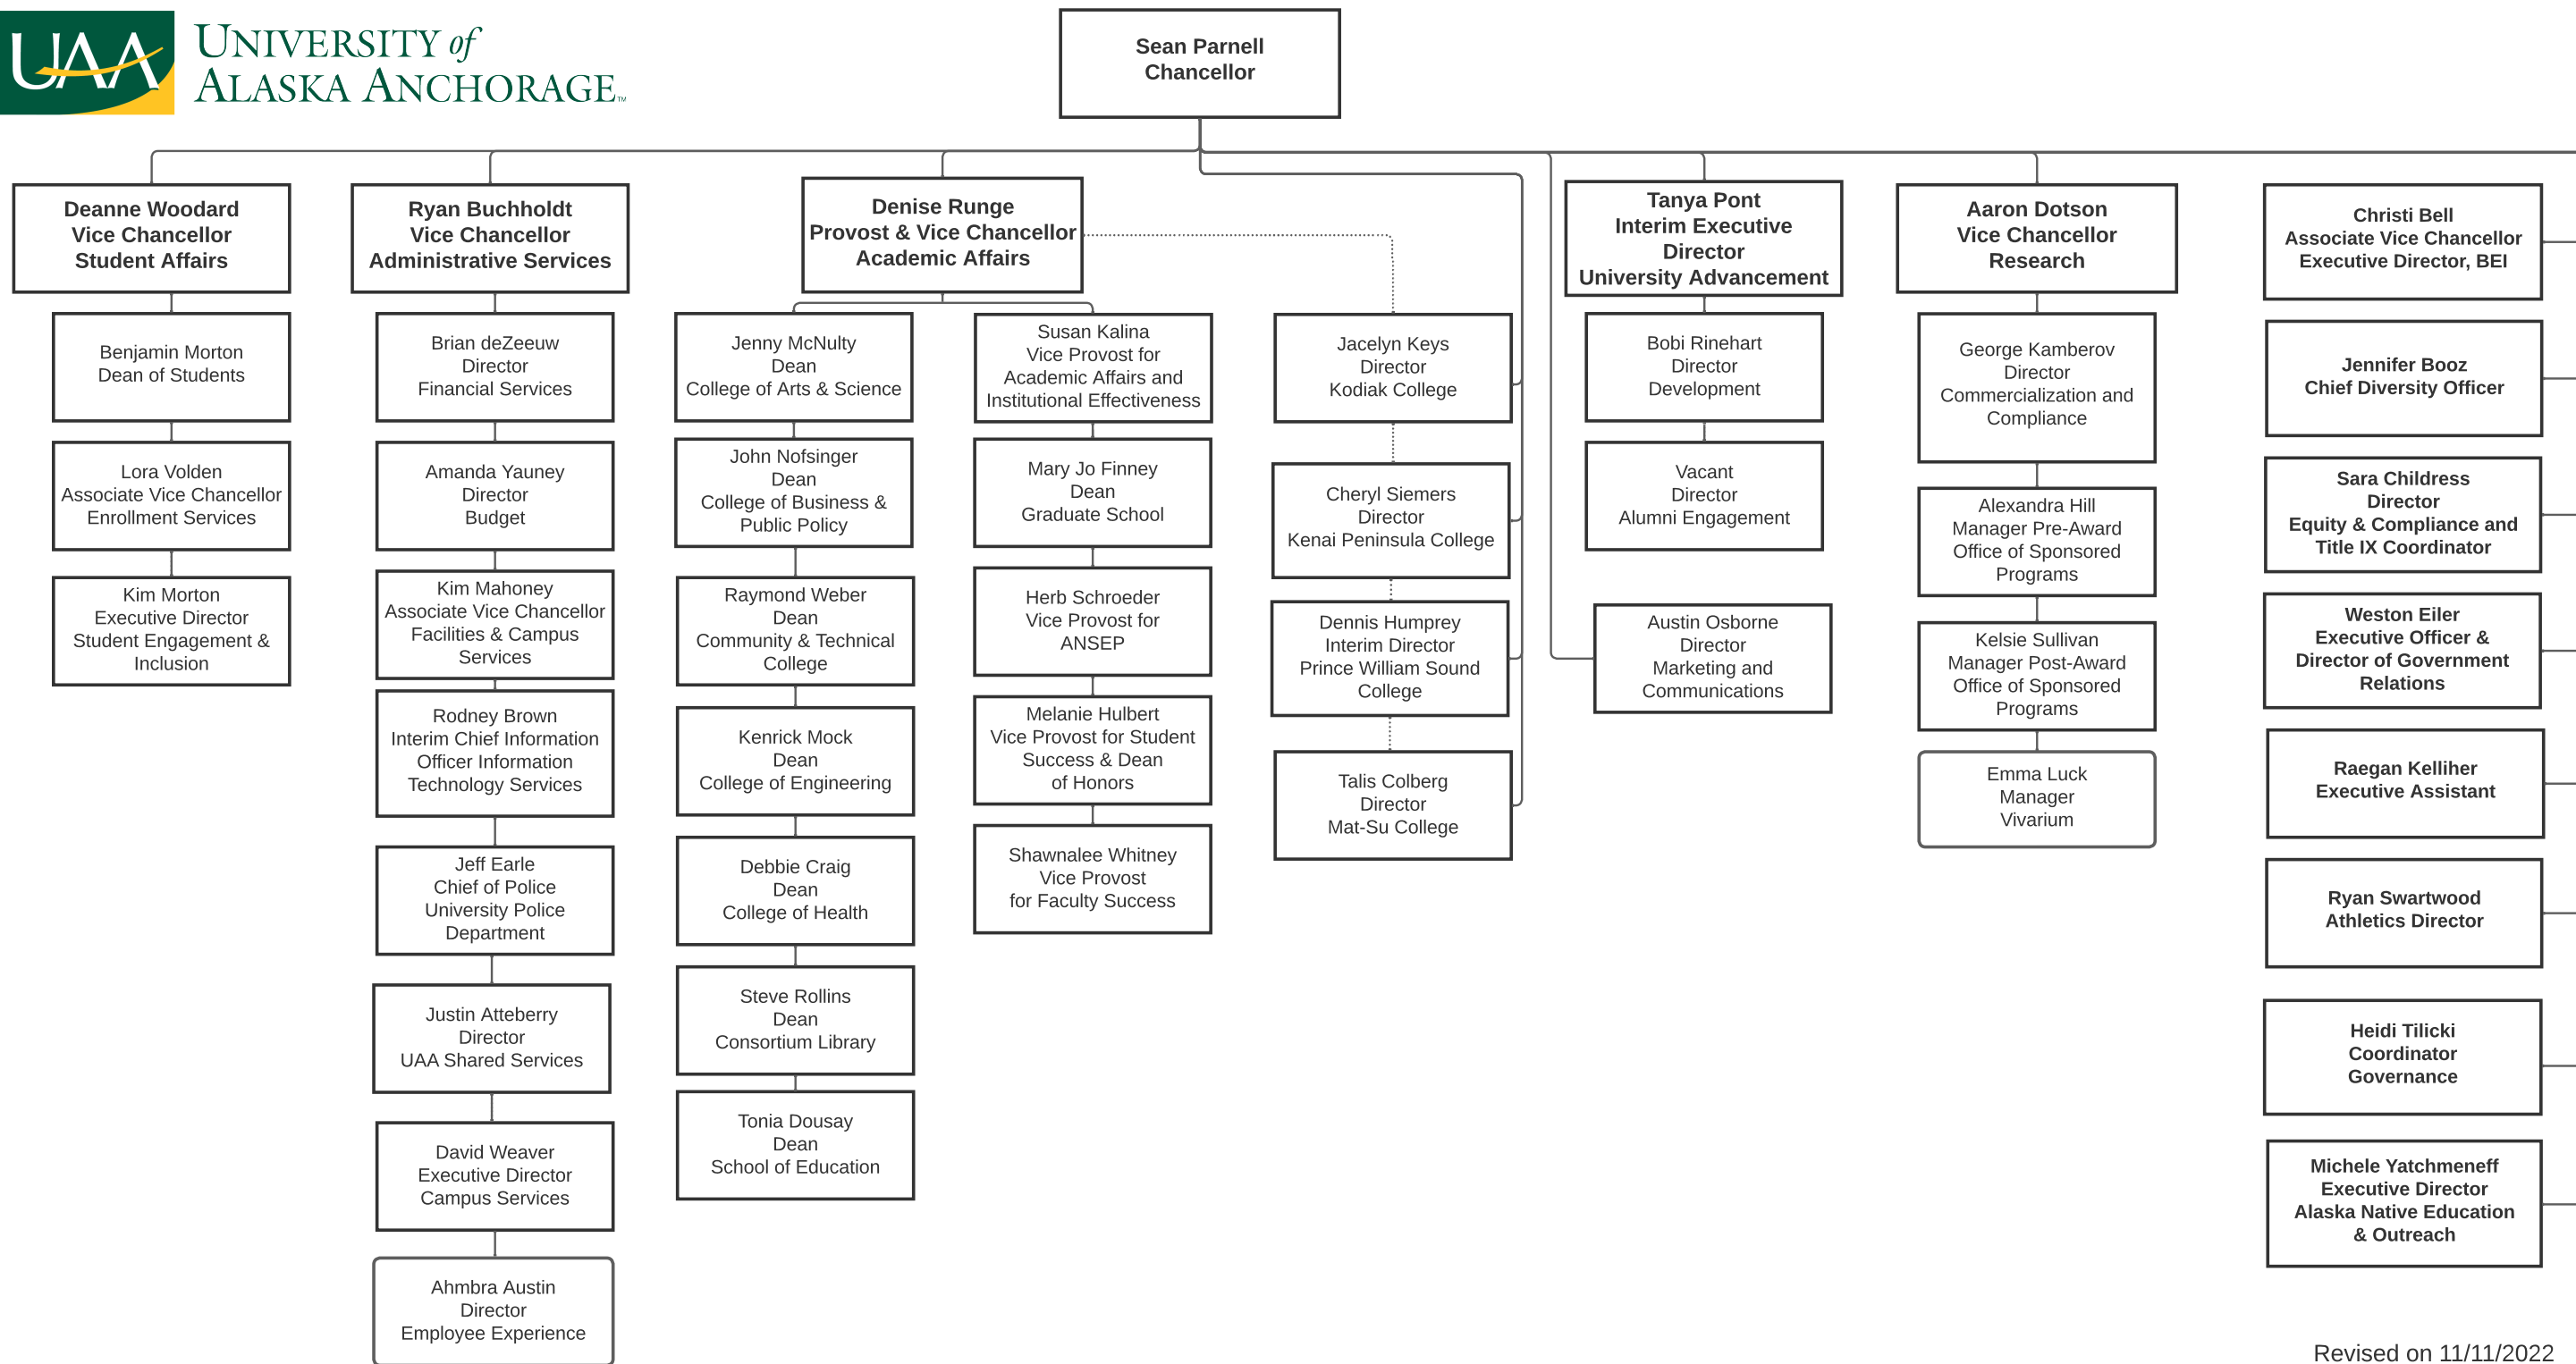 UAA
UNIVERSITY of
ALASKA ANCHORAGE™
Sean Parnell
Chancellor
Deanne Woodard
Vice Chancellor
Student Affairs
Benjamin Morton
Dean of Students
Lora Volden
Associate Vice Chancellor
Enrollment Services
Kim Morton
Executive Director
Student Engagement &
Inclusion
Ryan Buchholdt
Vice Chancellor
Administrative Services
Brian deZeeuw
Director
Financial Services
Amanda Yauney
Director
Budget
Kim Mahoney
Associate Vice Chancellor
Facilities & Campus
Services
Rodney Brown
Interim Chief Information
Officer Information
Technology Services
Jeff Earle
Chief of Police
University Police
Department
Justin Atteberry
Director
UAA Shared Services
David Weaver
Executive Director
Campus Services
Ahmbra Austin
Director
Employee Experience
Denise Runge
Provost & Vice Chancellor
Academic Affairs
Jenny McNulty
Dean
College of Arts & Science
John Nofsinger
Dean
College of Business &
Public Policy
Raymond Weber
Dean
Community & Technical
College
Kenrick Mock
Dean
College of Engineering
Debbie Craig
Dean
College of Health
Steve Rollins
Dean
Consortium Library
Tonia Dousay
Dean
School of Education
Susan Kalina
Vice Provost for
Academic Affairs and
Institutional Effectiveness
Mary Jo Finney
Dean
Graduate School
Herb Schroeder
Vice Provost for
ANSEP
Melanie Hulbert
Vice Provost for Student
Success & Dean
of Honors
Shawnalee Whitney
Vice Provost
for Faculty Success
Jacelyn Keys
Director
Kodiak College
Cheryl Siemers
Director
Kenai Peninsula College
Dennis Humprey
Interim Director
Prince William Sound
College
Talis Colberg
Director
Mat-Su College
Tanya Pont
Interim Executive
Director
University Advancement
Bobi Rinehart
Director
Development
Vacant
Director
Alumni Engagement
Austin Osborne
Director
Marketing and
Communications
Aaron Dotson
Vice Chancellor
Research
George Kamberov
Director
Commercialization and
Compliance
Alexandra Hill
Manager Pre-Award
Office of Sponsored
Programs
Kelsie Sullivan
Manager Post-Award
Office of Sponsored
Programs
Emma Luck
Manager
Vivarium
Christi Bell
Associate Vice Chancellor
Executive Director, BEI
Jennifer Booz
Chief Diversity Officer
Sara Childress
Director
Equity & Compliance and
Title IX Coordinator
Weston Eiler
Executive Officer &
Director of Government
Relations
Raegan Kelliher
Executive Assistant
Ryan Swartwood
Athletics Director
Heidi Tilicki
Coordinator
Governance
Michele Yatchmeneff
Executive Director
Alaska Native Education
& Outreach
Revised on 11/11/2022